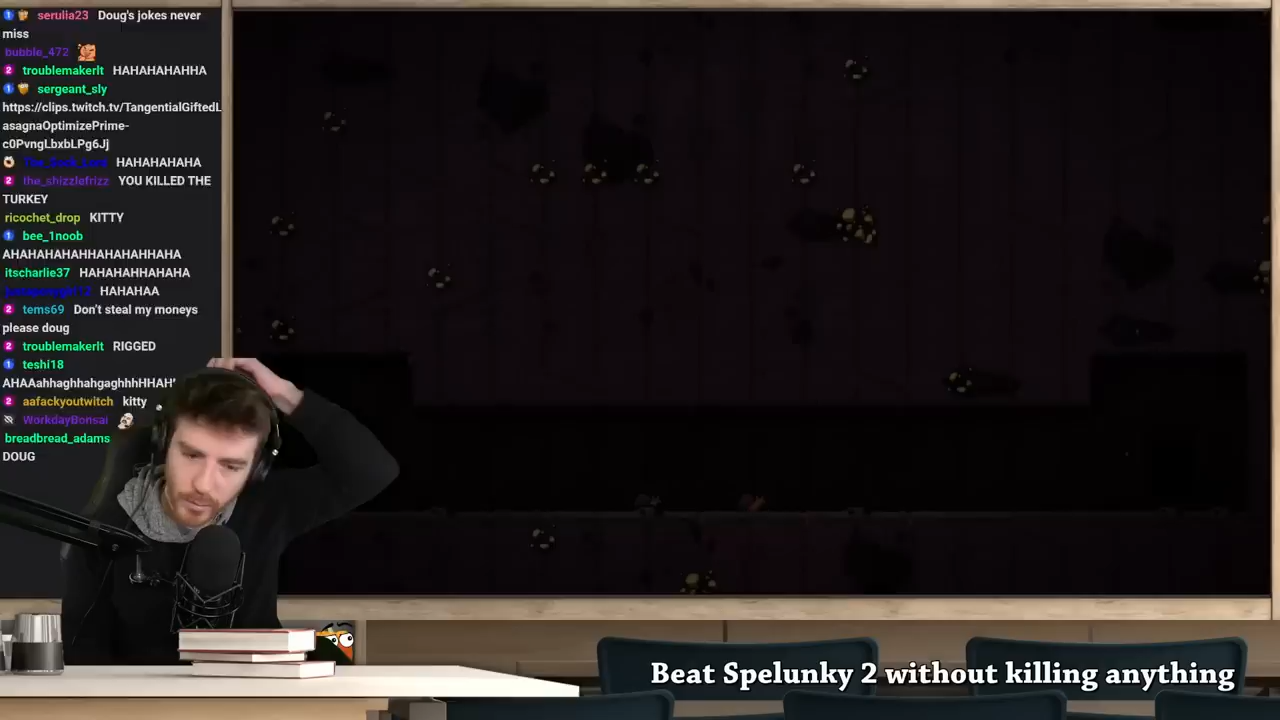 serulia23 Doug's jokes never
miss
bubble_472
troublemakerlt HAHAHAHAHHA
sergeant_sly
https://clips.twitch.tv/TangentialGiftedL
asagnaOptimizePrime-
c0PvngLbxbLPg6Jj
HAHAHAHAHA
the_shizzlefrizz YOU KILLED THE
TURKEY
ricochet_drop KITTY
bee_1noob
AHAHAHAHAHHAHAHAHHAHA
itscharlie37 HAHAHAHHAHAHA
HAHAHAA
tems69 Don't steal my moneys
please doug
troublemakerlt RIGGED
teshi18
AHAAahhaghhahgaghhhHHAH
aafackyoutwitch kitty
WorkdayBonsai
breadbread_adams
DOUG
Beat Spelunky 2 without killing anything